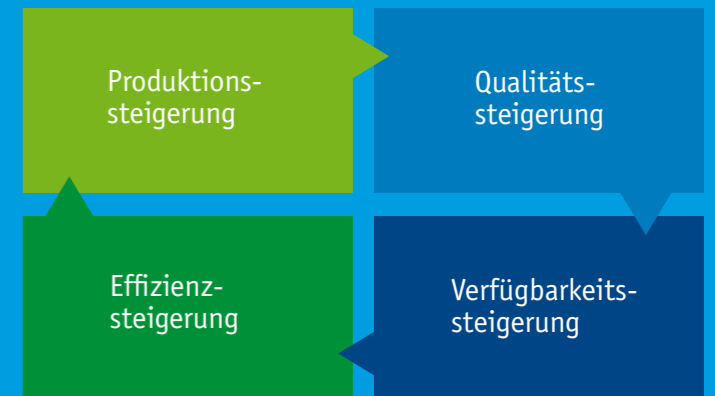 Produktions-
steigerung
Qualitäts-
steigerung
Effizienz-
steigerung
Verfügbarkeits-
steigerung